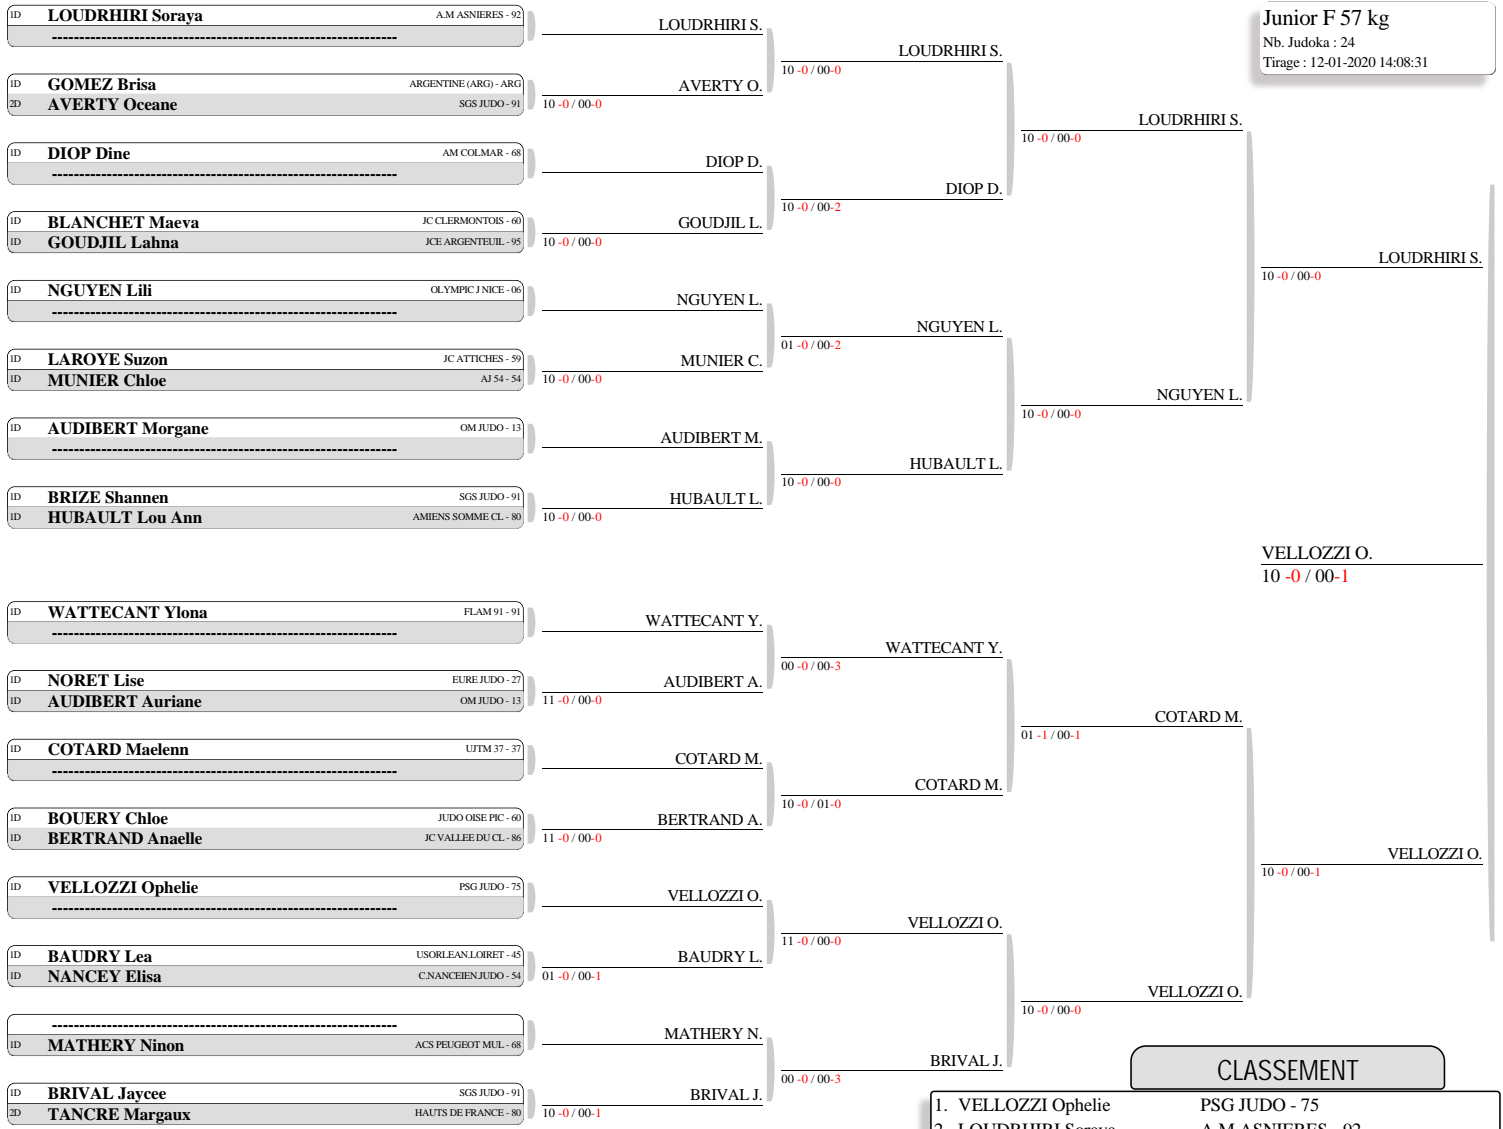 Junior F 57 kg
Nb. Judoka : 24
Tirage : 12-01-2020 14:08:31
1D LOUDRHIRI Soraya A.M ASNIERES - 92
------------------------------------------------------------------
1D GOMEZ Brisa ARGENTINE (ARG) - ARG
2D AVERTY Oceane SGS JUDO - 91
1D DIOP Dine AM COLMAR - 68
------------------------------------------------------------------
1D BLANCHET Maeva JC CLERMONTOIS - 60
1D GOUDJIL Lahna JCE ARGENTEUIL - 95
1D NGUYEN Lili OLYMPIC J NICE - 06
------------------------------------------------------------------
1D LAROYE Suzon JC ATTICHES - 59
1D MUNIER Chloe AJ 54 - 54
1D AUDIBERT Morgane OM JUDO - 13
------------------------------------------------------------------
1D BRIZE Shannen SGS JUDO - 91
1D HUBAULT Lou Ann AMIENS SOMME CL - 80
1D WATTECANT Ylona FLAM 91 - 91
------------------------------------------------------------------
1D NORET Lise EURE JUDO - 27
1D AUDIBERT Auriane OM JUDO - 13
1D COTARD Maelenn UJTM 37 - 37
------------------------------------------------------------------
1D BOUERY Chloe JUDO OISE PIC - 60
1D BERTRAND Anaelle JC VALLEE DU CL - 86
1D VELLOZZI Ophelie PSG JUDO - 75
------------------------------------------------------------------
1D BAUDRY Lea USORLEAN.LOIRET - 45
1D NANCEY Elisa C.NANCEIEN.JUDO - 54
------------------------------------------------------------------
1D MATHERY Ninon ACS PEUGEOT MUL - 68
1D BRIVAL Jaycee SGS JUDO - 91
2D TANCRE Margaux HAUTS DE FRANCE - 80
LOUDRHIRI S.
AVERTY O.
10 -0 / 00-0
DIOP D.
GOUDJIL L.
10 -0 / 00-0
NGUYEN L.
MUNIER C.
10 -0 / 00-0
AUDIBERT M.
HUBAULT L.
10 -0 / 00-0
WATTECANT Y.
AUDIBERT A.
11 -0 / 00-0
COTARD M.
BERTRAND A.
11 -0 / 00-0
VELLOZZI O.
BAUDRY L.
01 -0 / 00-1
MATHERY N.
BRIVAL J.
10 -0 / 00-1
LOUDRHIRI S.
10 -0 / 00-0
DIOP D.
10 -0 / 00-2
NGUYEN L.
01 -0 / 00-2
HUBAULT L.
10 -0 / 00-0
WATTECANT Y.
00 -0 / 00-3
COTARD M.
10 -0 / 01-0
VELLOZZI O.
11 -0 / 00-0
BRIVAL J.
00 -0 / 00-3
LOUDRHIRI S.
10 -0 / 00-0
NGUYEN L.
10 -0 / 00-0
COTARD M.
01 -1 / 00-1
VELLOZZI O.
10 -0 / 00-0
LOUDRHIRI S.
10 -0 / 00-0
VELLOZZI O.
10 -0 / 00-1
VELLOZZI O.
10 -0 / 00-1
CLASSEMENT
1. VELLOZZI Ophelie PSG JUDO - 75
2. LOUDRHIRI Soraya A.M ASNIERES - 92